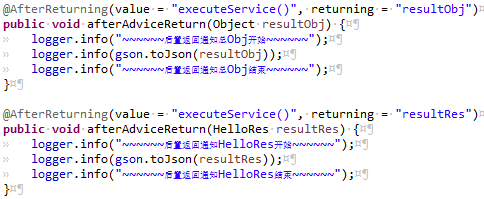 @AfterReturning(value = "executeService()", returning = "resultObj")
public void afterAdviceReturn(Object resultObj) {
logger.info("~~~~~~后置返回通知总Obj开始~~~~~~");
logger.info(gson.toJson(resultObj));
logger.info("~~~~~~后置返回通知总Obj结束~~~~~~");
}
@AfterReturning(value = "executeService()", returning = "resultRes")
public void afterAdviceReturn(HelloRes resultRes) {
logger.info("~~~~~~后置返回通知HelloRes开始~~~~~~");
logger.info(gson.toJson(resultRes));
logger.info("~~~~~~后置返回通知HelloRes结束~~~~~~");
}